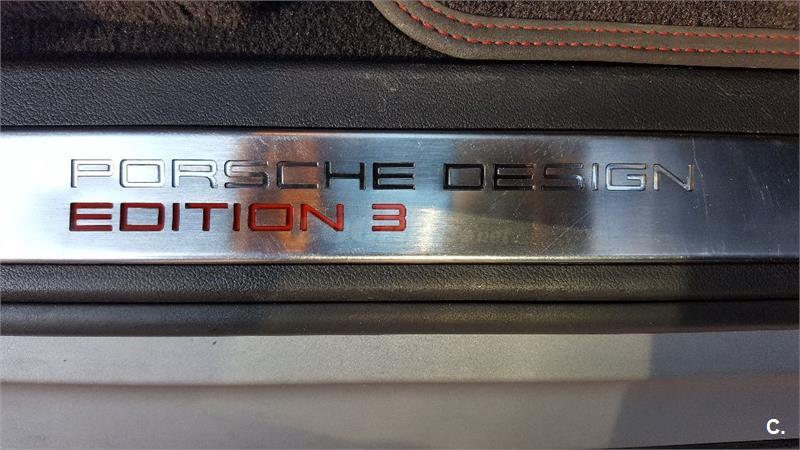 PORSCHE DESIGN
EDITION 3
C.